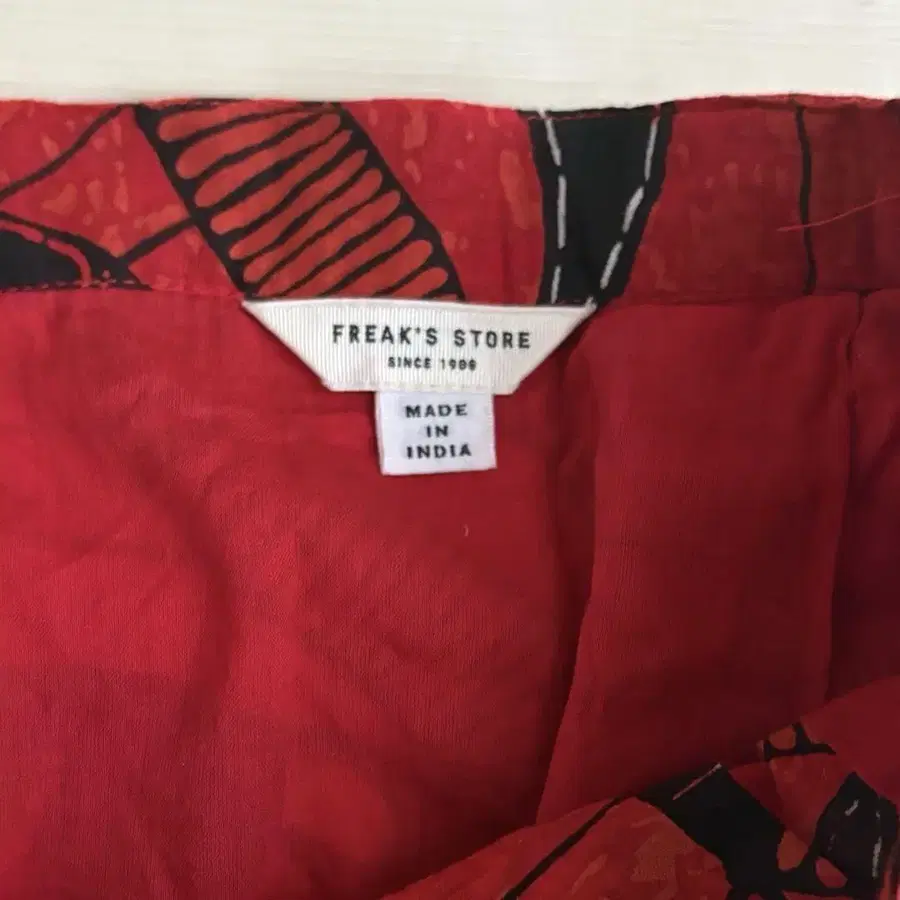 FREAK'S STORE
SINCE 1986
MADE
IN
INDIA